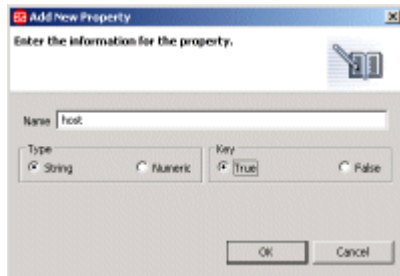 Add New Property
Enter the information for the property.
Name host
Type Key
String Numeric True False
OK Cancel